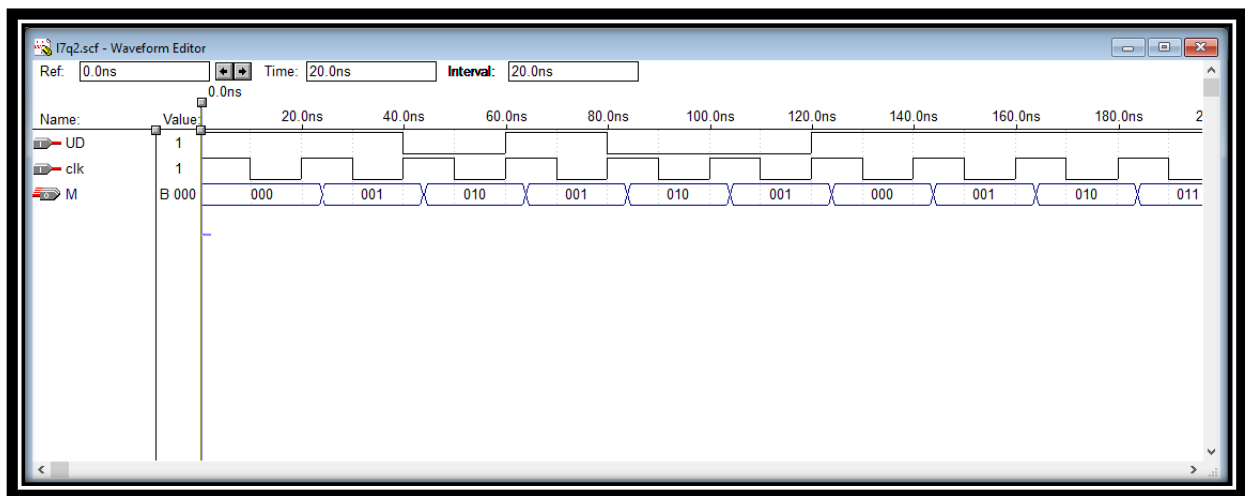 l7q2.scf - Waveform Editor
Ref: 0.0ns Time: 20.0ns Interval: 20.0ns
0.0ns
Name: Value: 20.0ns 40.0ns 60.0ns 80.0ns 100.0ns 120.0ns 140.0ns 160.0ns 180.0ns 2
UD 1
clk 1
M B 000 000 001 010 001 010 001 000 001 010 011